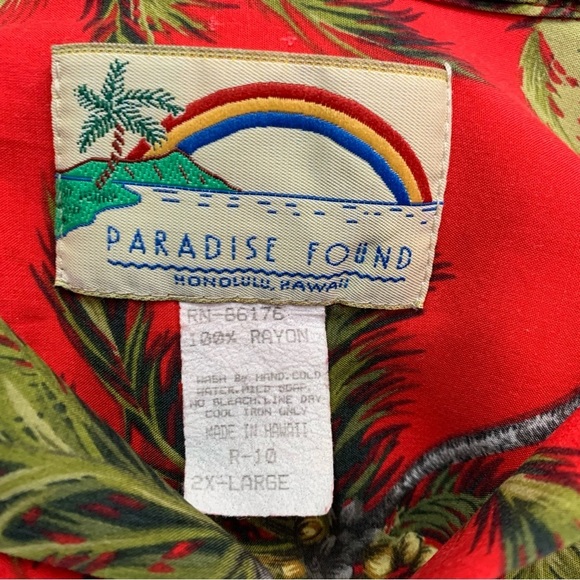 PARADISE FOUND
HONOLULU, HAWAII
RN-86176
100% RAYON
WASH BY HAND.COLD
WATER.MILD SOAP.
NO BLEACH.LINE DRY
COOL IRON ONLY
MADE IN HAWAII
R-10
2X-LARGE